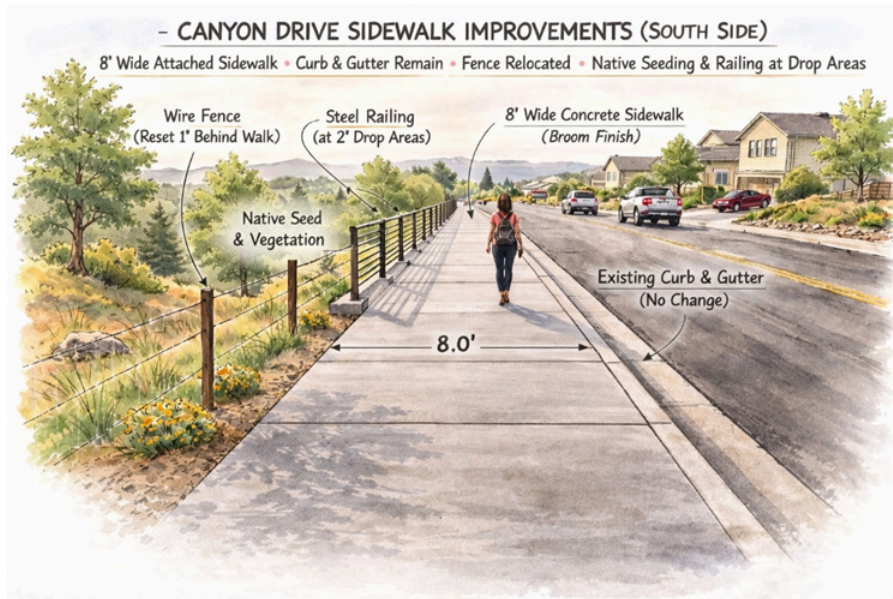 - CANYON DRIVE SIDEWALK IMPROVEMENTS (SOUTH SIDE)
8' Wide Attached Sidewalk • Curb & Gutter Remain • Fence Relocated • Native Seeding & Railing at Drop Areas
Wire Fence
(Reset 1' Behind Walk)
Steel Railing
(at 2' Drop Areas)
8' Wide Concrete Sidewalk
(Broom Finish)
Native Seed
& Vegetation
Existing Curb & Gutter
(No Change)
8.0'